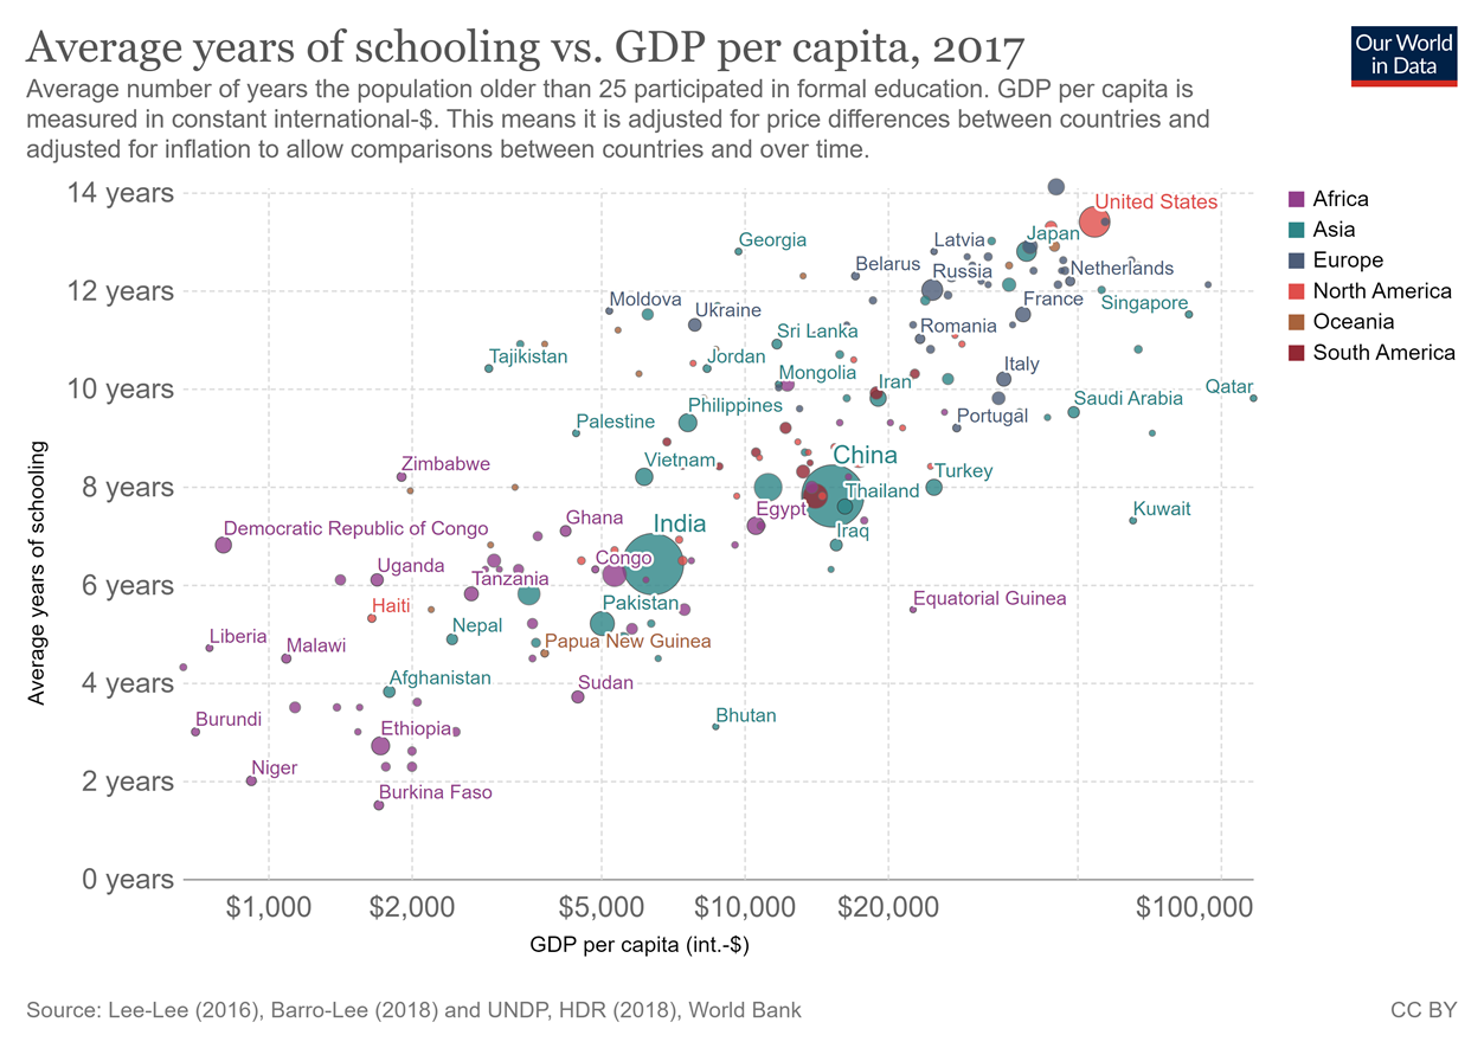 Average years of schooling vs. GDP per capita, 2017
Our World
in Data
Average number of years the population older than 25 participated in formal education. GDP per capita is
measured in constant international-$. This means it is adjusted for price differences between countries and
adjusted for inflation to allow comparisons between countries and over time.
14 years
12 years
10 years
8 years
6 years
4 years
2 years
0 years
Average years of schooling
United States
Georgia
Latvia
Japan
Belarus
Russia
Netherlands
Moldova
Ukraine
France
Singapore
Sri Lanka
Romania
Tajikistan
Jordan
Mongolia
Iran
Italy
Qatar
Palestine
Philippines
Portugal
Saudi Arabia
Zimbabwe
Vietnam
China
Turkey
Thailand
Democratic Republic of Congo
Ghana
India
Egypt
Iraq
Kuwait
Uganda
Tanzania
Congo
Haiti
Pakistan
Equatorial Guinea
Liberia
Malawi
Nepal
Papua New Guinea
Afghanistan
Sudan
Burundi
Ethiopia
Bhutan
Niger
Burkina Faso
Africa
Asia
Europe
North America
Oceania
South America
$1,000
$2,000
$5,000
$10,000
$20,000
$100,000
GDP per capita (int.-$)
Source: Lee-Lee (2016), Barro-Lee (2018) and UNDP, HDR (2018), World Bank
CC BY